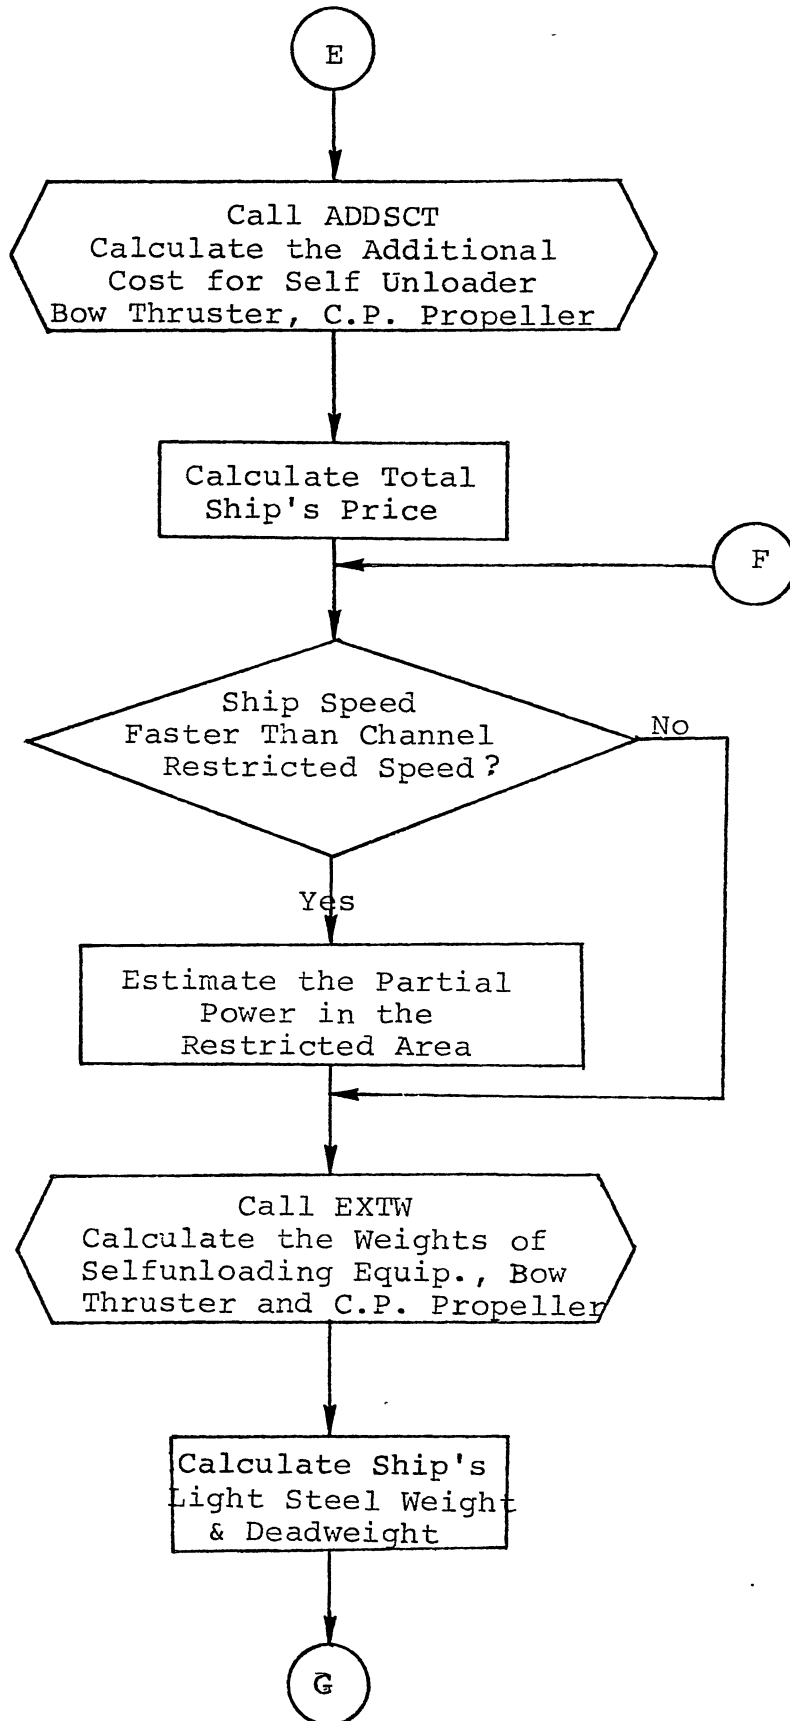 E
Call ADDSCT
Calculate the Additional
Cost for Self Unloader
Bow Thruster, C.P. Propeller
Calculate Total
Ship's Price
F
Ship Speed
Faster Than Channel
Restricted Speed?
No
Yes
Estimate the Partial
Power in the
Restricted Area
Call EXTW
Calculate the Weights of
Selfunloading Equip., Bow
Thruster and C.P. Propeller
Calculate Ship's
Light Steel Weight
& Deadweight
G